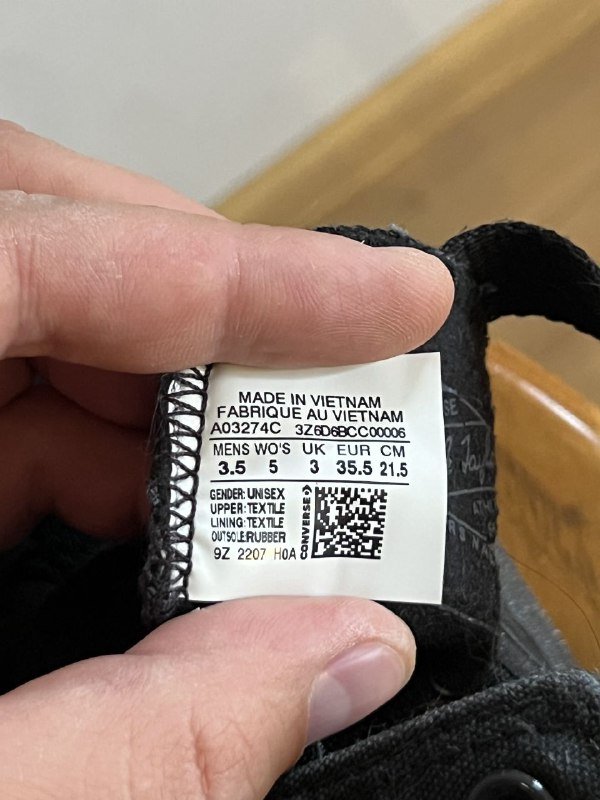 MADE IN VIETNAM
FABRIQUE AU VIETNAM
A03274C 3Z6D6BCC00006
MENS WO'S UK EUR CM
3.5 5 3 35.5 21.5
GENDER: UNISEX
UPPER: TEXTILE
LINING: TEXTILE
OUTSOLE: RUBBER
9Z 2207 H0A
CONVERSE